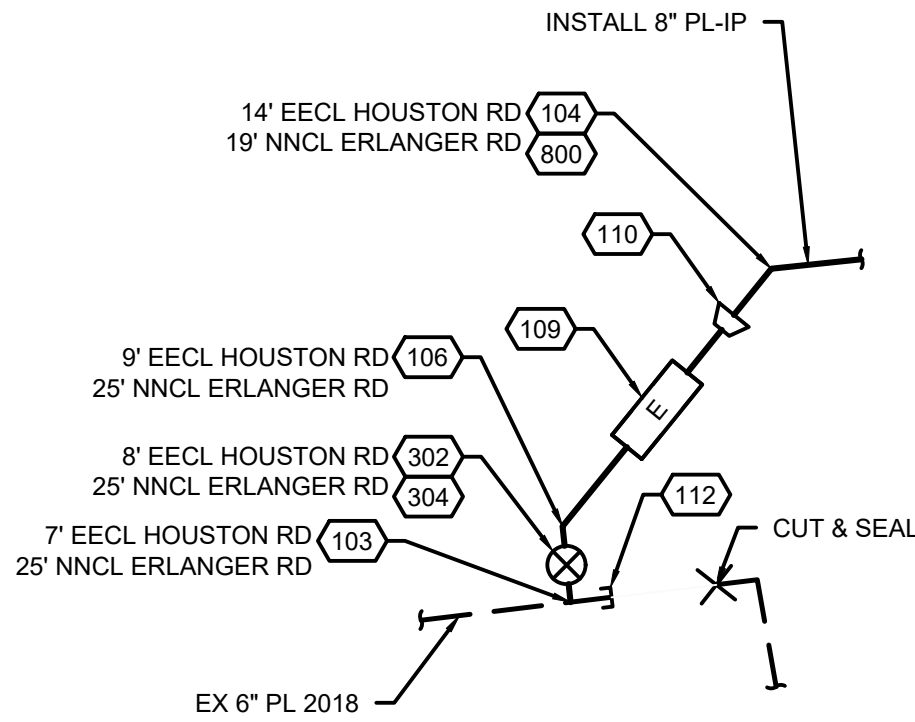 INSTALL 8" PL-IP
14' EECL HOUSTON RD 104
19' NNCL ERLANGER RD 800
110
109
9' EECL HOUSTON RD 106
25' NNCL ERLANGER RD
E
8' EECL HOUSTON RD 302
25' NNCL ERLANGER RD 304
112
7' EECL HOUSTON RD 103
25' NNCL ERLANGER RD
CUT & SEAL
EX 6" PL 2018